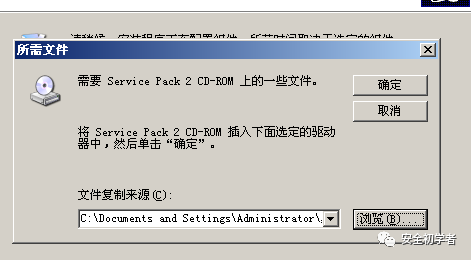 所需文件
需要 Service Pack 2 CD-ROM 上的一些文件。
确定
取消
将 Service Pack 2 CD-ROM 插入下面选定的驱动
器中，然后单击“确定”。
文件复制来源(C):
C:\Documents and Settings\Administrator\
浏览(B)...
安全初学者